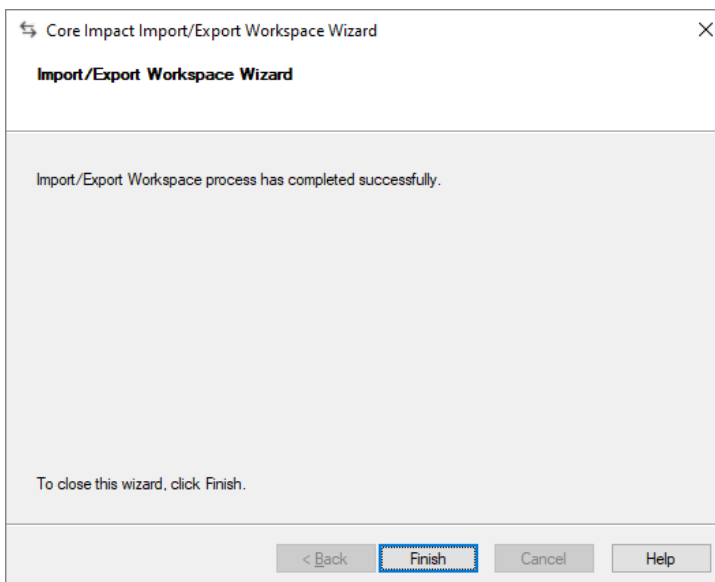 Core Impact Import/Export Workspace Wizard
Import/Export Workspace Wizard
Import/Export Workspace process has completed successfully.
To close this wizard, click Finish.
< Back Finish Cancel Help